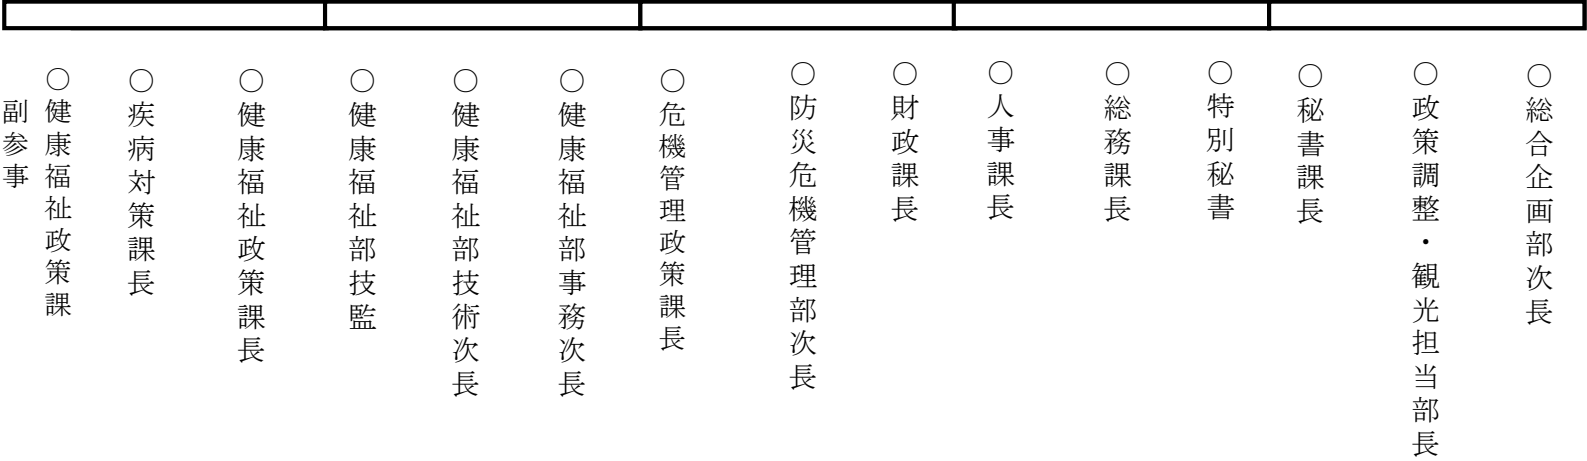 ○総合企画部次長
○政策調整・観光担当部長
○秘書課長
○特別秘書
○総務課長
○人事課長
○財政課長
○防災危機管理部次長
○危機管理政策課長
○健康福祉部事務次長
○健康福祉部技術次長
○健康福祉部技監
○健康福祉政策課長
○疾病対策課長
○健康福祉政策課
副参事